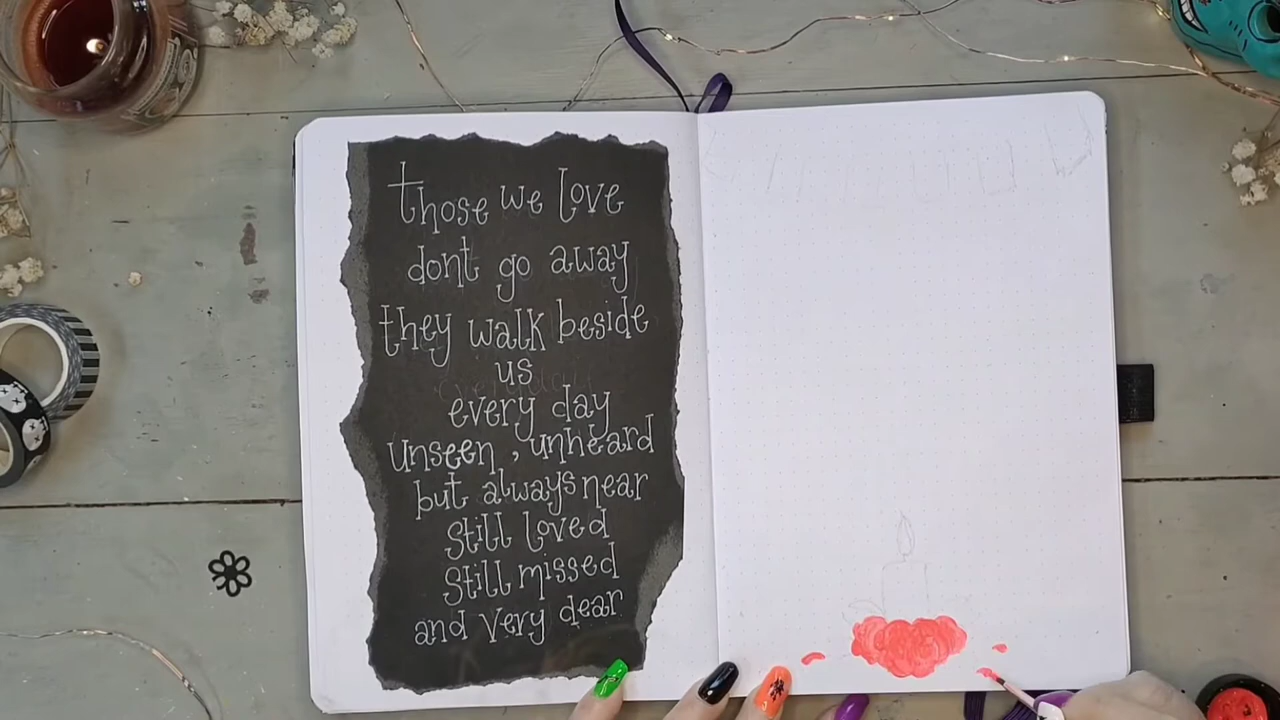 those we love
dont go away
they walk beside
us
every day
unseen , unheard
but always near
still loved
still missed
and very dear